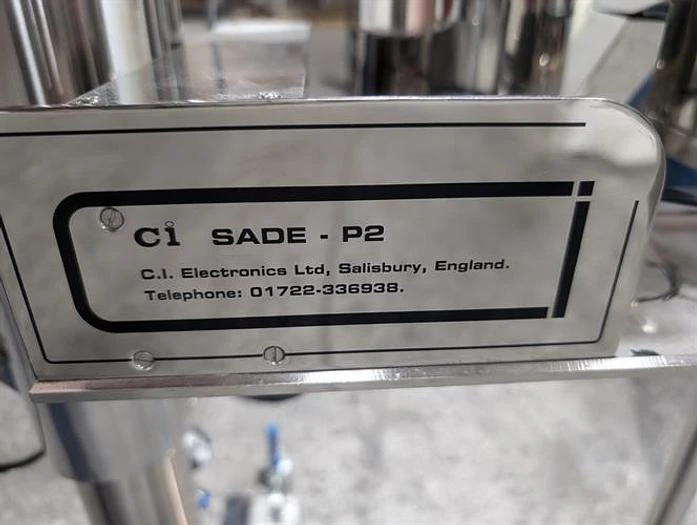 Ci SADE - P2
C.I. Electronics Ltd, Salisbury, England.
Telephone: 01722-336938.